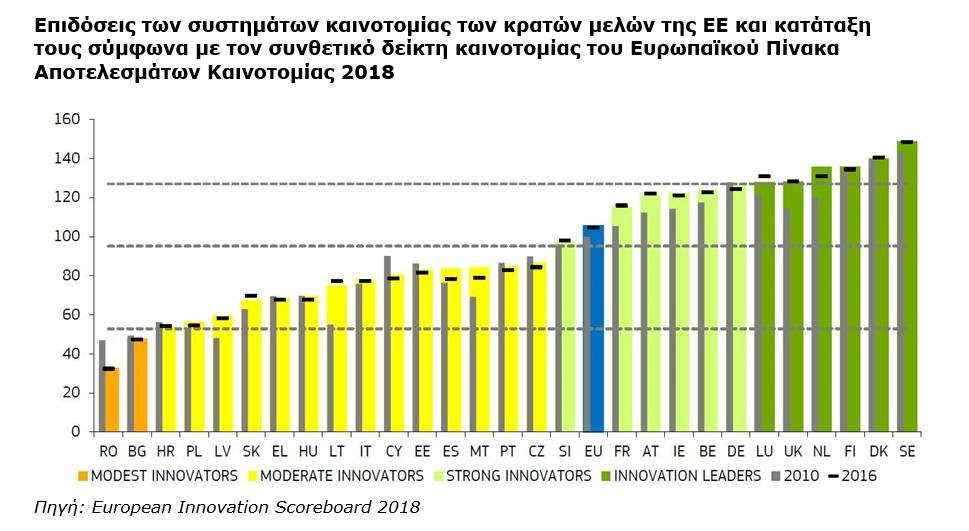 Επιδόσεις των συστημάτων καινοτομίας των κρατών μελών της ΕΕ και κατάταξη
τους σύμφωνα με τον συνθετικό δείκτη καινοτομίας του Ευρωπαϊκού Πίνακα
Αποτελεσμάτων Καινοτομίας 2018
160
140
120
100
80
60
40
20
0
RO BG HR PL LV SK EL HU LT IT CY EE ES MT PT CZ SI EU FR AT IE BE DE LU UK NL FI DK SE
MODEST INNOVATORS MODERATE INNOVATORS STRONG INNOVATORS INNOVATION LEADERS 2010 2016
Πηγή: European Innovation Scoreboard 2018